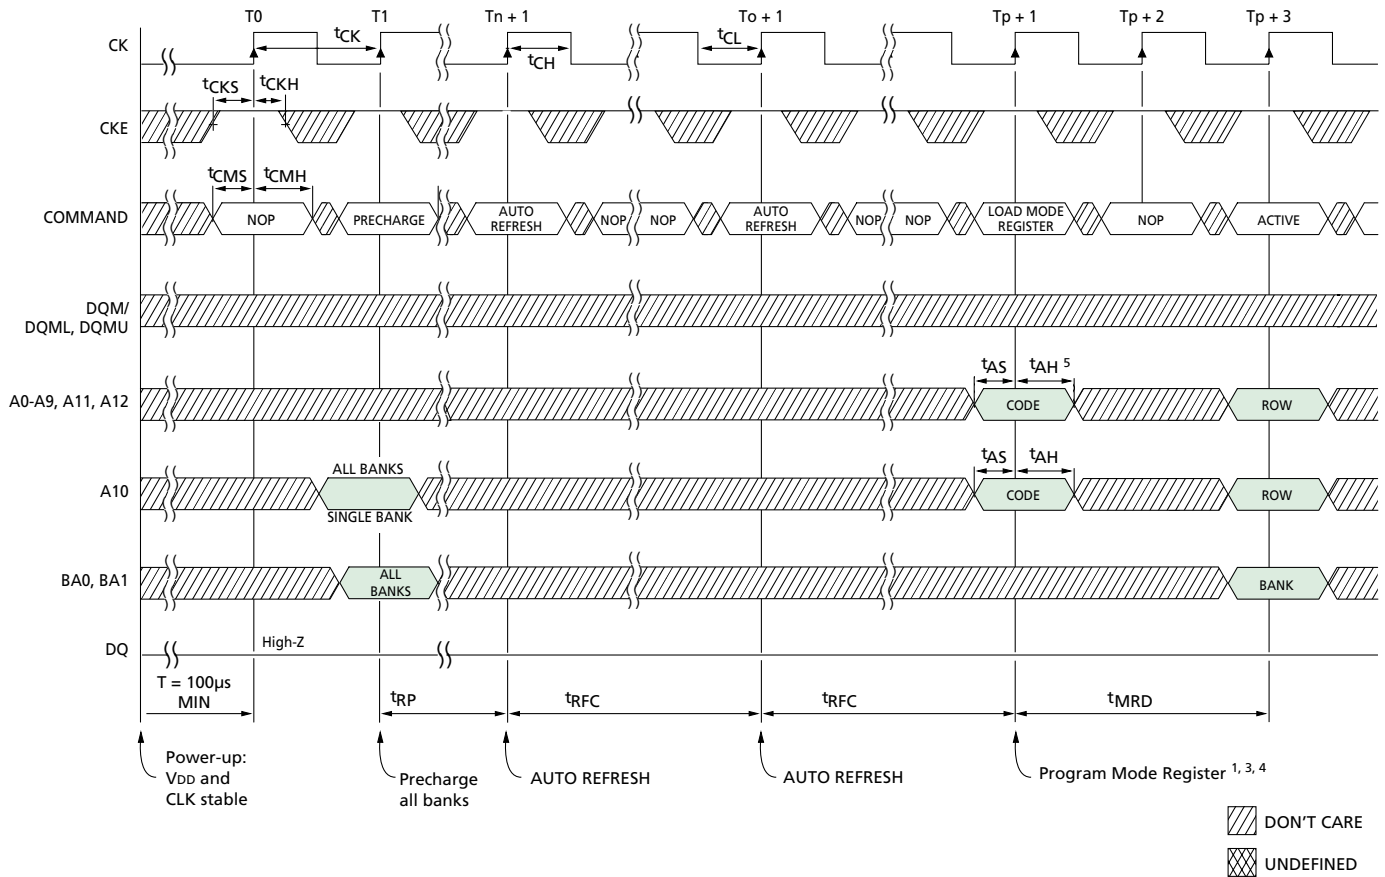 T0 T1 Tn + 1 To + 1 Tp + 1 Tp + 2 Tp + 3
CK
tCK
tCH
tCL
tCKS tCKH
CKE
tCMS tCMH
COMMAND
NOP PRECHARGE AUTO REFRESH NOP NOP AUTO REFRESH NOP NOP LOAD MODE REGISTER NOP ACTIVE
DQM/
DQML, DQMU
tAS tAH 5
A0-A9, A11, A12
CODE ROW
ALL BANKS
tAS tAH
A10
CODE ROW
SINGLE BANK
BA0, BA1
ALL
BANKS
BANK
DQ
High-Z
T = 100μs
MIN
tRP tRFC tRFC tMRD
Power-up:
VDD and
CLK stable
Precharge
all banks
AUTO REFRESH
AUTO REFRESH
Program Mode Register 1, 3, 4
DON'T CARE
UNDEFINED